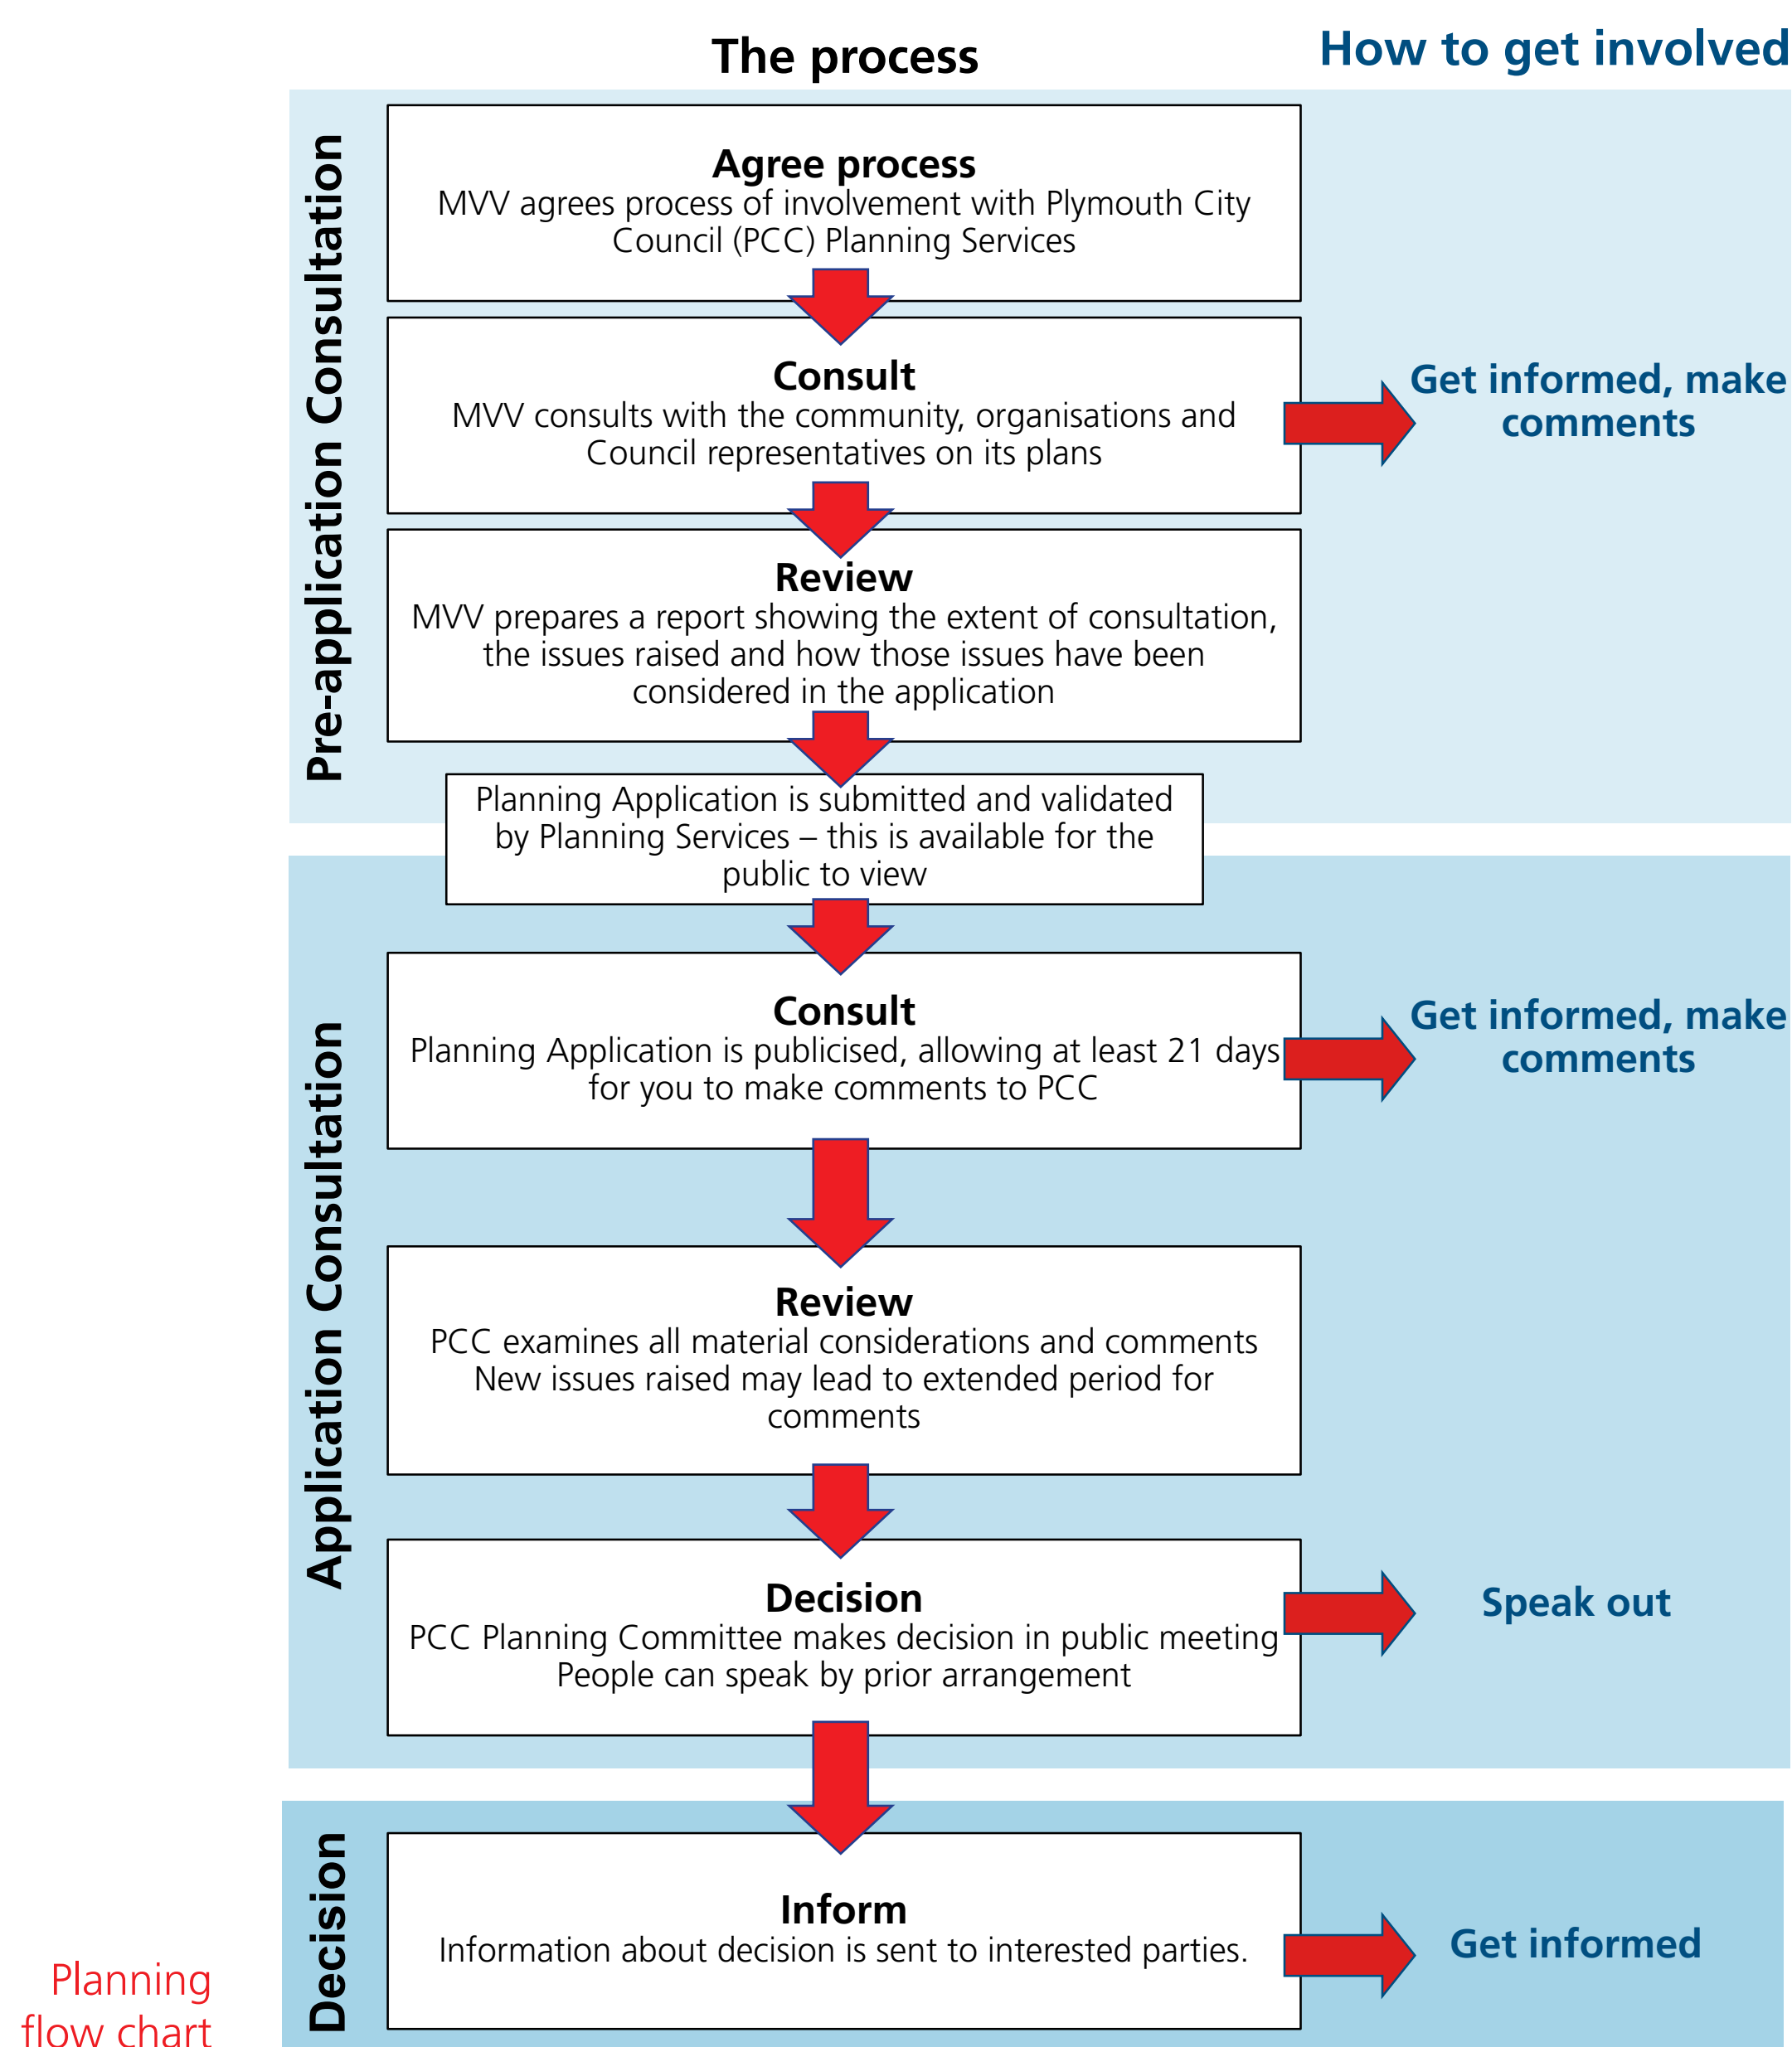 The process
How to get involved
Pre-application Consultation
Agree process
MVV agrees process of involvement with Plymouth City
Council (PCC) Planning Services
Consult
MVV consults with the community, organisations and
Council representatives on its plans
Get informed, make
comments
Review
MVV prepares a report showing the extent of consultation,
the issues raised and how those issues have been
considered in the application
Planning Application is submitted and validated
by Planning Services – this is available for the
public to view
Application Consultation
Consult
Planning Application is publicised, allowing at least 21 days
for you to make comments to PCC
Get informed, make
comments
Review
PCC examines all material considerations and comments
New issues raised may lead to extended period for
comments
Decision
PCC Planning Committee makes decision in public meeting
People can speak by prior arrangement
Speak out
Decision
Inform
Information about decision is sent to interested parties.
Get informed
Planning
flow chart